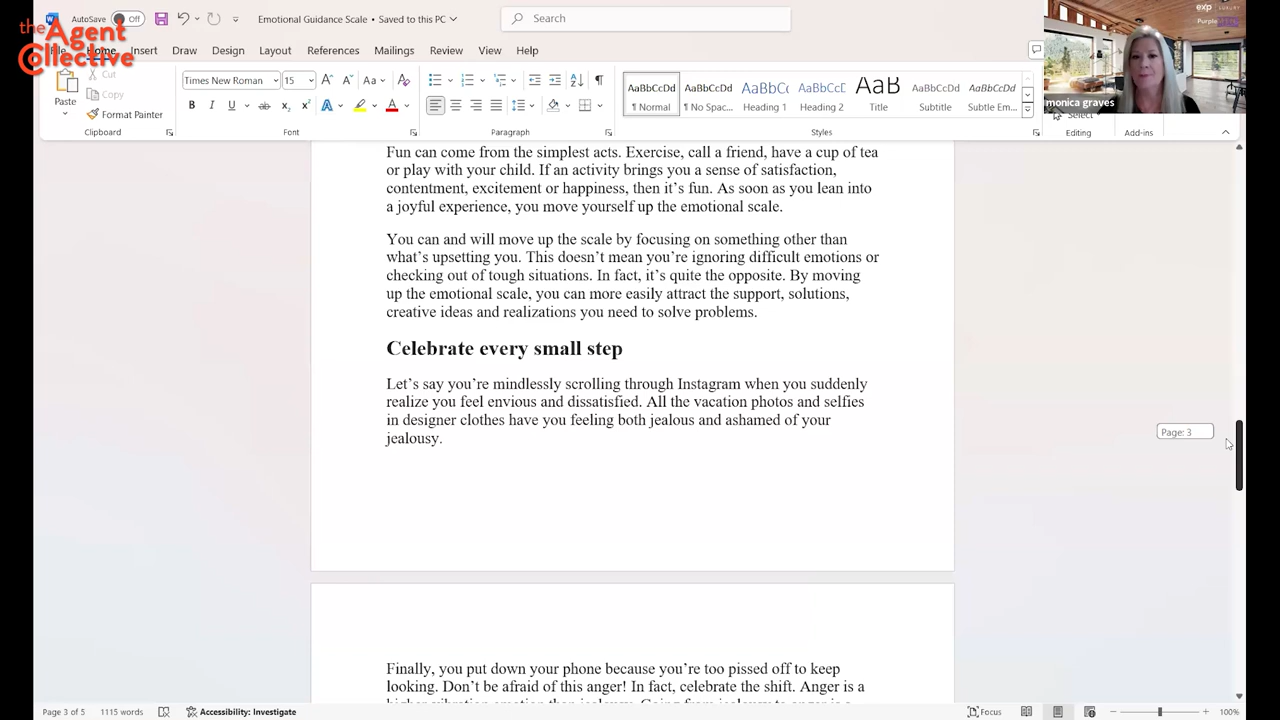 the Agent Collective
AutoSave Off
Emotional Guidance Scale • Saved to this PC
Search
exp LUXURY
Purple
Home Insert Draw Design Layout References Mailings Review View Help
Paste
Cut
Copy
Format Painter
Clipboard
Times New Roman 15
Font
Paragraph
AaBbCcDd AaBbCcDd AaBbCc AaBbCcD AaB AaBbCcDd AaBbCcDd
¶ Normal ¶ No Spac... Heading 1 Heading 2 Title Subtitle Subtle Em...
Styles
monica graves
Select
Editing
Add-ins
Fun can come from the simplest acts. Exercise, call a friend, have a cup of tea
or play with your child. If an activity brings you a sense of satisfaction,
contentment, excitement or happiness, then it's fun. As soon as you lean into
a joyful experience, you move yourself up the emotional scale.
You can and will move up the scale by focusing on something other than
what's upsetting you. This doesn't mean you're ignoring difficult emotions or
checking out of tough situations. In fact, it's quite the opposite. By moving
up the emotional scale, you can more easily attract the support, solutions,
creative ideas and realizations you need to solve problems.
Celebrate every small step
Let's say you're mindlessly scrolling through Instagram when you suddenly
realize you feel envious and dissatisfied. All the vacation photos and selfies
in designer clothes have you feeling both jealous and ashamed of your
jealousy.
Page: 3
Finally, you put down your phone because you're too pissed off to keep
looking. Don't be afraid of this anger! In fact, celebrate the shift. Anger is a
Page 3 of 5 1115 words Accessibility: Investigate Focus 100%